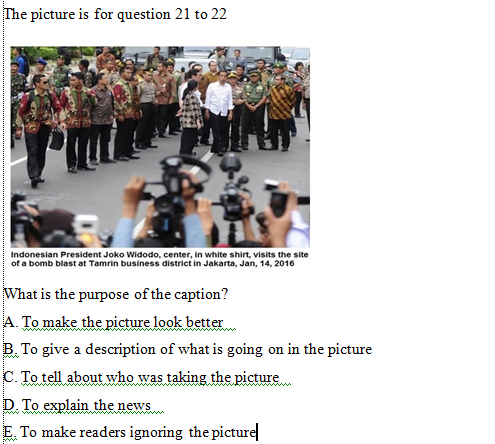 The picture is for question 21 to 22
Indonesian President Joko Widodo, center, in white shirt, visits the site
of a bomb blast at Tamrin business district in Jakarta, Jan, 14, 2016
What is the purpose of the caption?
A. To make the picture look better
B. To give a description of what is going on in the picture
C. To tell about who was taking the picture
D. To explain the news
E. To make readers ignoring the picture